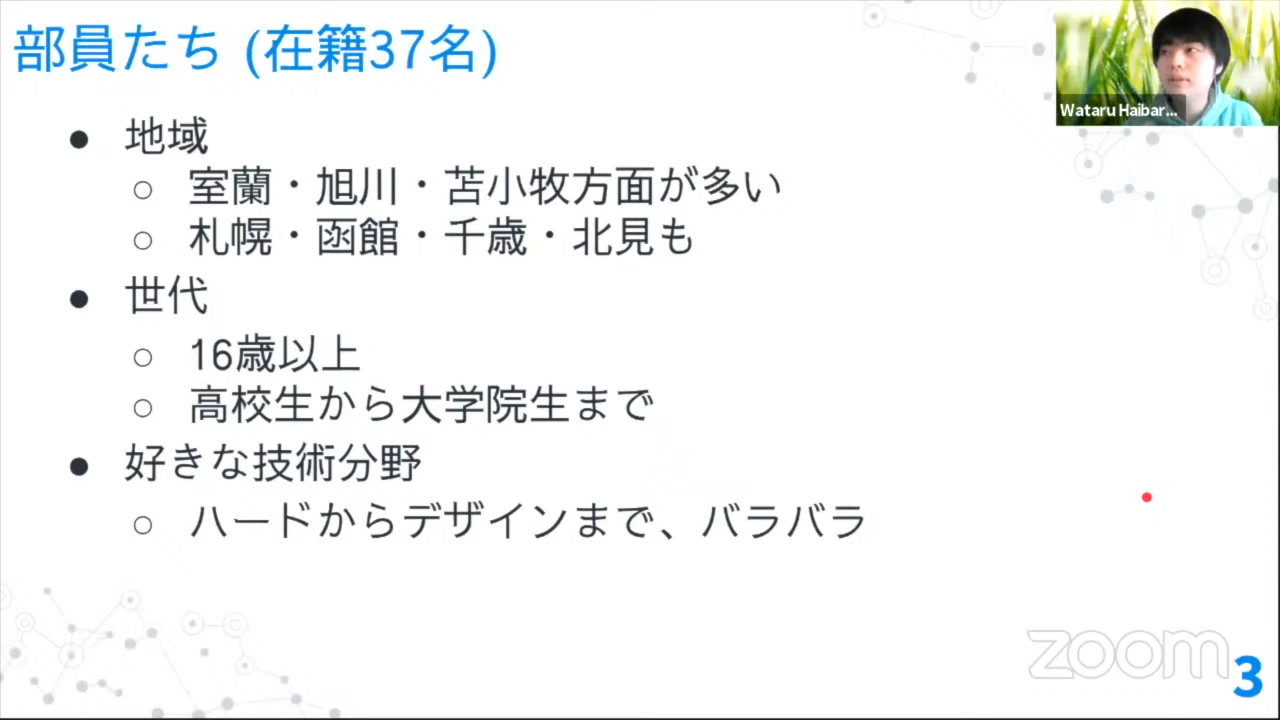 部員たち (在籍37名)
Wataru Haibar...
● 地域
○ 室蘭・旭川・苫小牧方面が多い
○ 札幌・函館・千歳・北見も
● 世代
○ 16歳以上
○ 高校生から大学院生まで
● 好きな技術分野
○ ハードからデザインまで、バラバラ
zoom
3